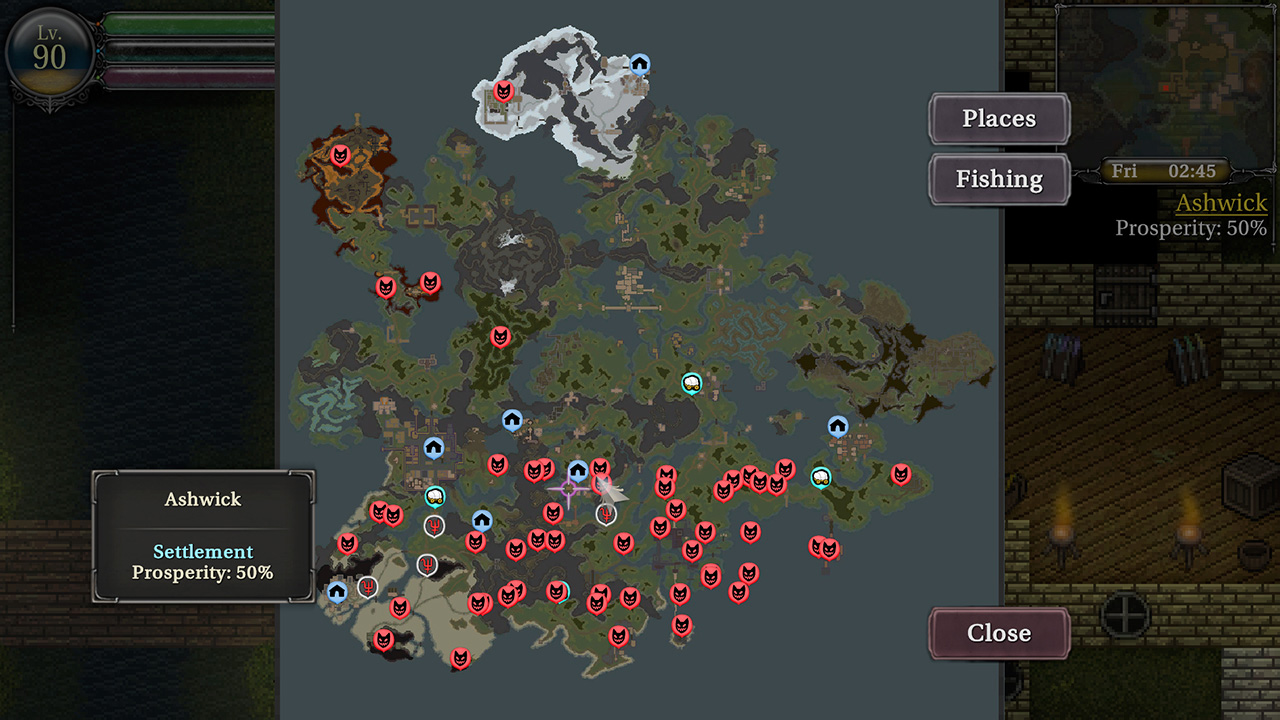 Lv.
90
Places
Fishing
Fri 02:45
Ashwick
Prosperity: 50%
Ashwick
Settlement
Prosperity: 50%
Close